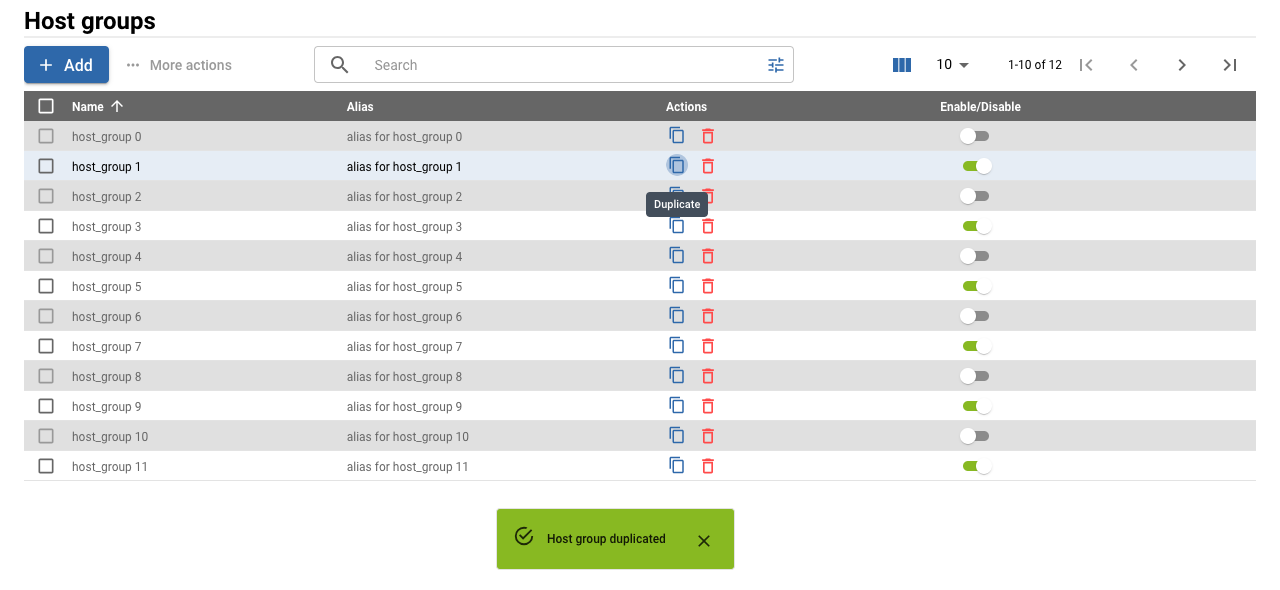 Host groups
Add
More actions
Search
10
1-10 of 12
Name Alias Actions Enable/Disable
host_group 0 alias for host_group 0
host_group 1 alias for host_group 1
host_group 2 alias for host_group 2
Duplicate
host_group 3 alias for host_group 3
host_group 4 alias for host_group 4
host_group 5 alias for host_group 5
host_group 6 alias for host_group 6
host_group 7 alias for host_group 7
host_group 8 alias for host_group 8
host_group 9 alias for host_group 9
host_group 10 alias for host_group 10
host_group 11 alias for host_group 11
Host group duplicated